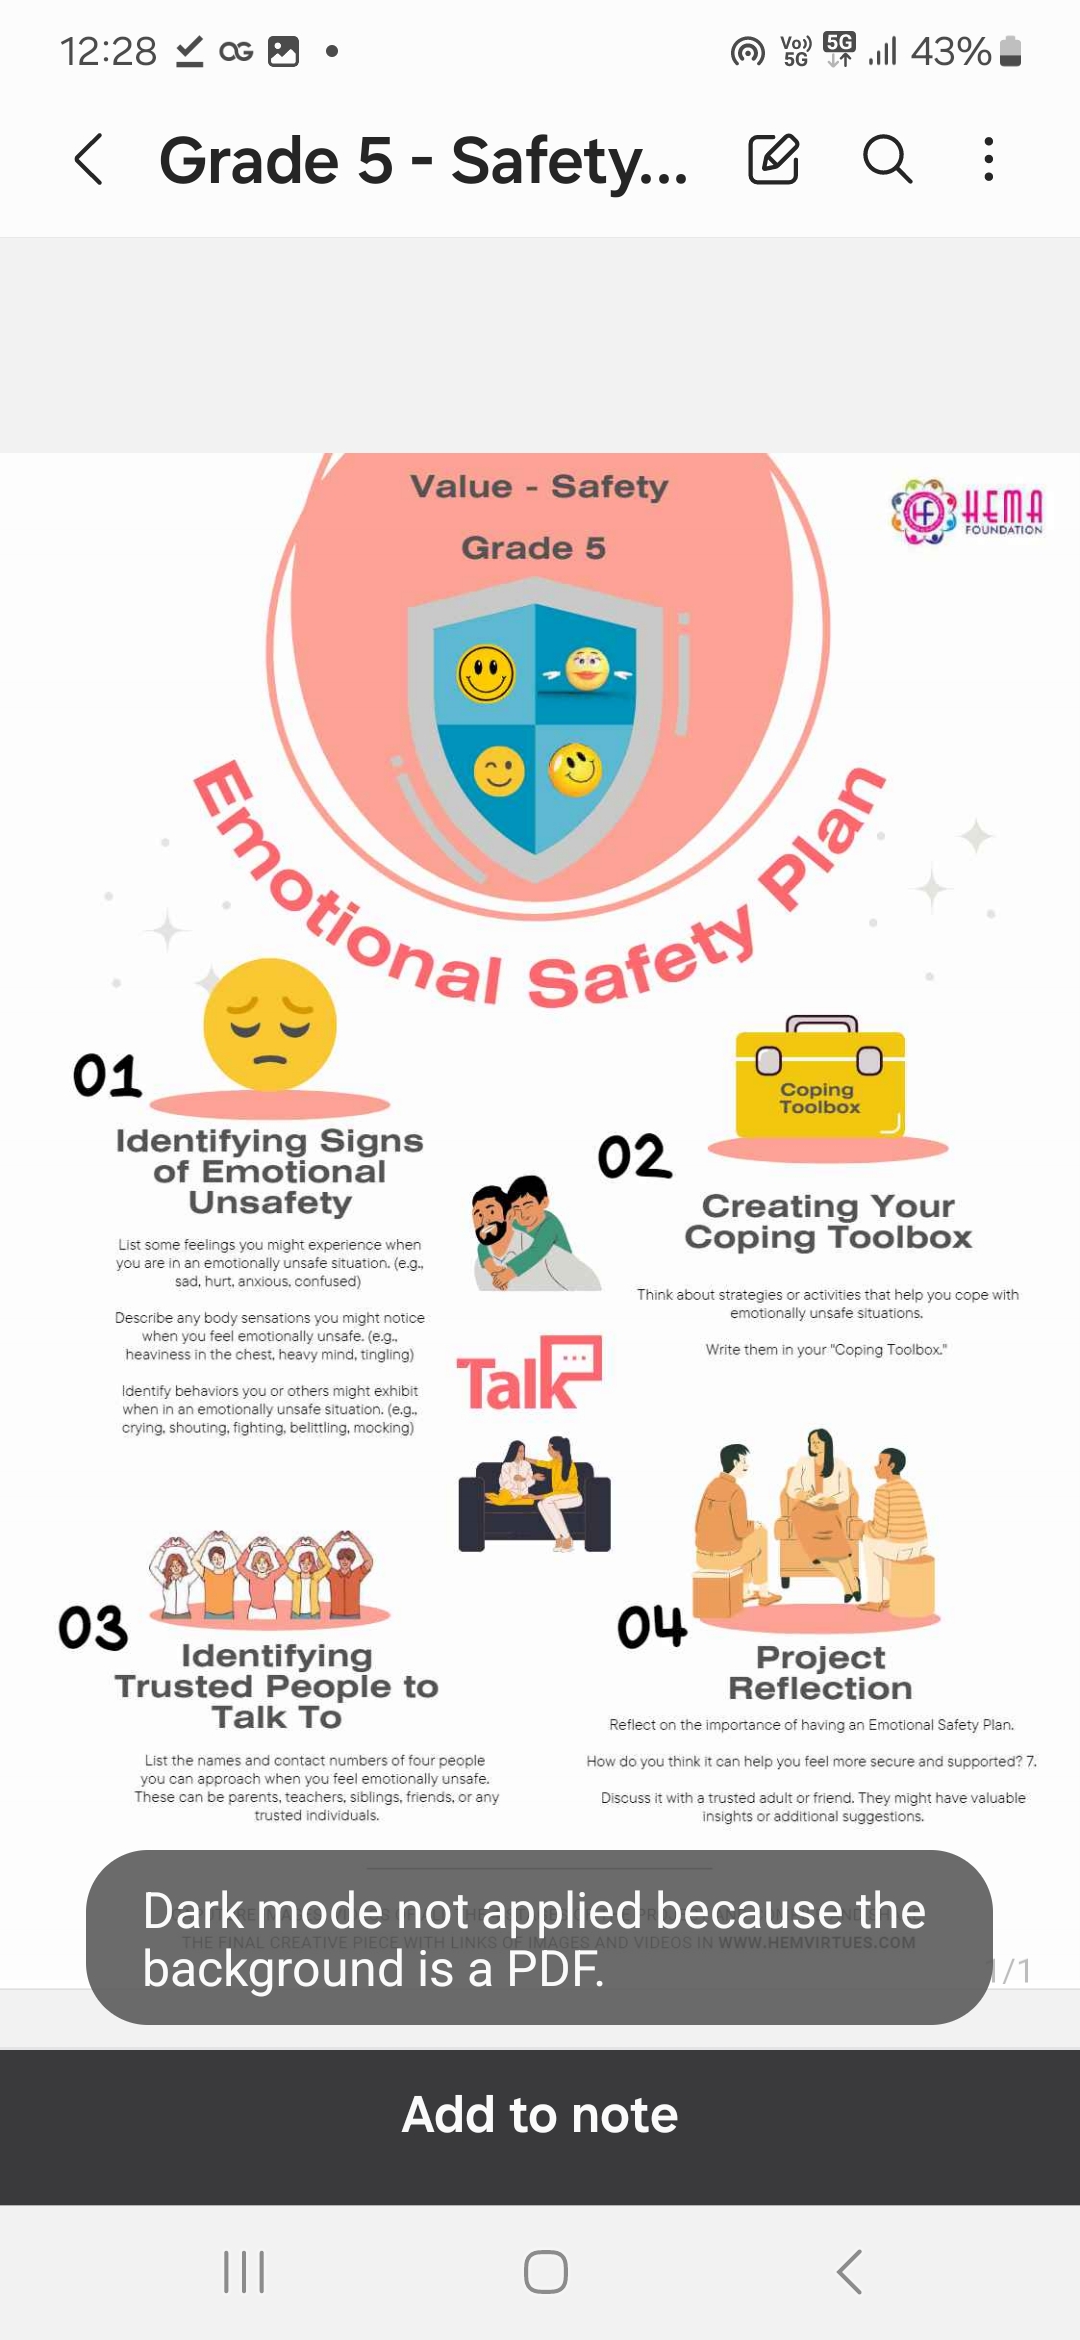 12:28
Vo))
5G
5G
43%
Grade 5 - Safety...
Value - Safety
Grade 5
HEMA
FOUNDATION
Emotional Safety Plan
01
Identifying Signs
of Emotional
Unsafety
List some feelings you might experience when
you are in an emotionally unsafe situation. (e.g.,
sad, hurt, anxious, confused)
Describe any body sensations you might notice
when you feel emotionally unsafe. (e.g.,
heaviness in the chest, heavy mind, tingling)
Identify behaviors you or others might exhibit
when in an emotionally unsafe situation. (e.g.,
crying, shouting, fighting, belittling, mocking)
Coping
Toolbox
02
Creating Your
Coping Toolbox
Think about strategies or activities that help you cope with
emotionally unsafe situations.
Write them in your "Coping Toolbox."
Talk
03
Identifying
Trusted People to
Talk To
List the names and contact numbers of four people
you can approach when you feel emotionally unsafe.
These can be parents, teachers, siblings, friends, or any
trusted individuals.
04
Project
Reflection
Reflect on the importance of having an Emotional Safety Plan.
How do you think it can help you feel more secure and supported? 7.
Discuss it with a trusted adult or friend. They might have valuable
insights or additional suggestions.
Dark mode not applied because the
background is a PDF.
THE FINAL CREATIVE PIECE WITH LINKS OF IMAGES AND VIDEOS IN WWW.HEMVIRTUES.COM
1/1
Add to note